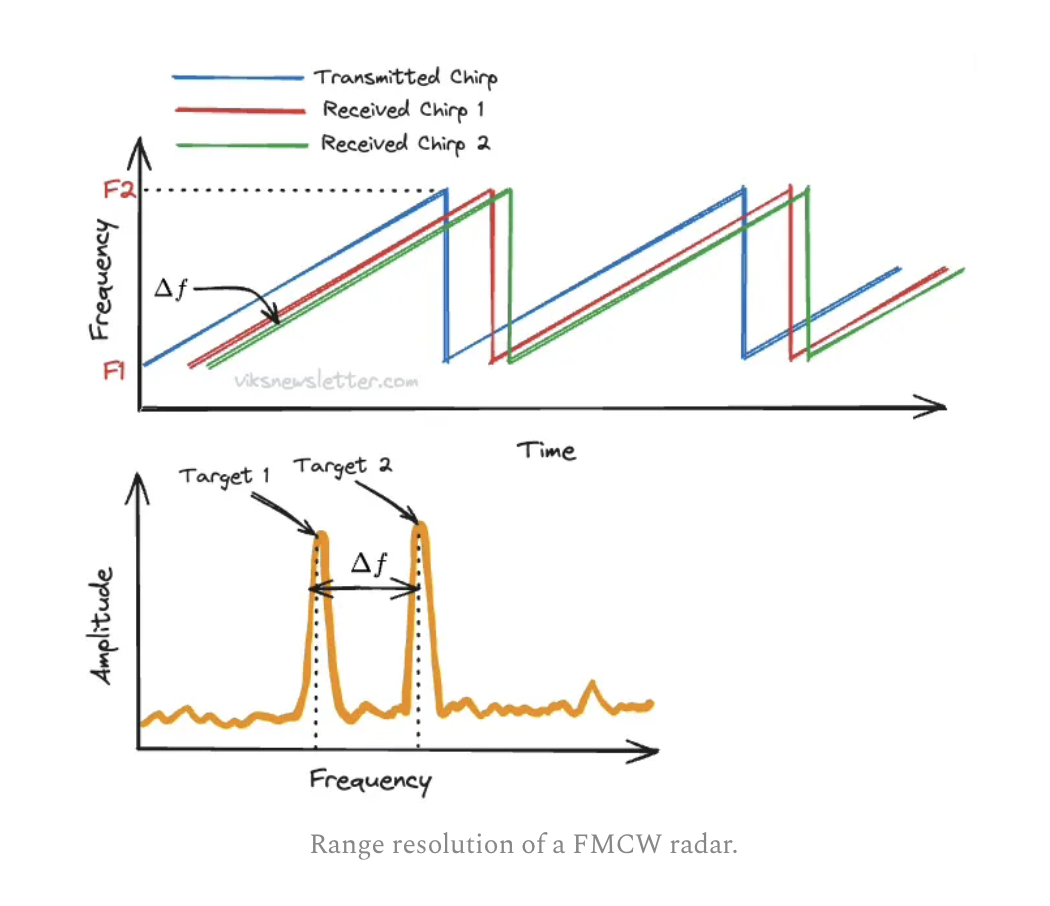 Transmitted Chirp
Received Chirp 1
Received Chirp 2
F2
Frequency
Δf
F1
viksnewsletter.com
Time
Target 1
Target 2
Δf
Amplitude
Frequency
Range resolution of a FMCW radar.